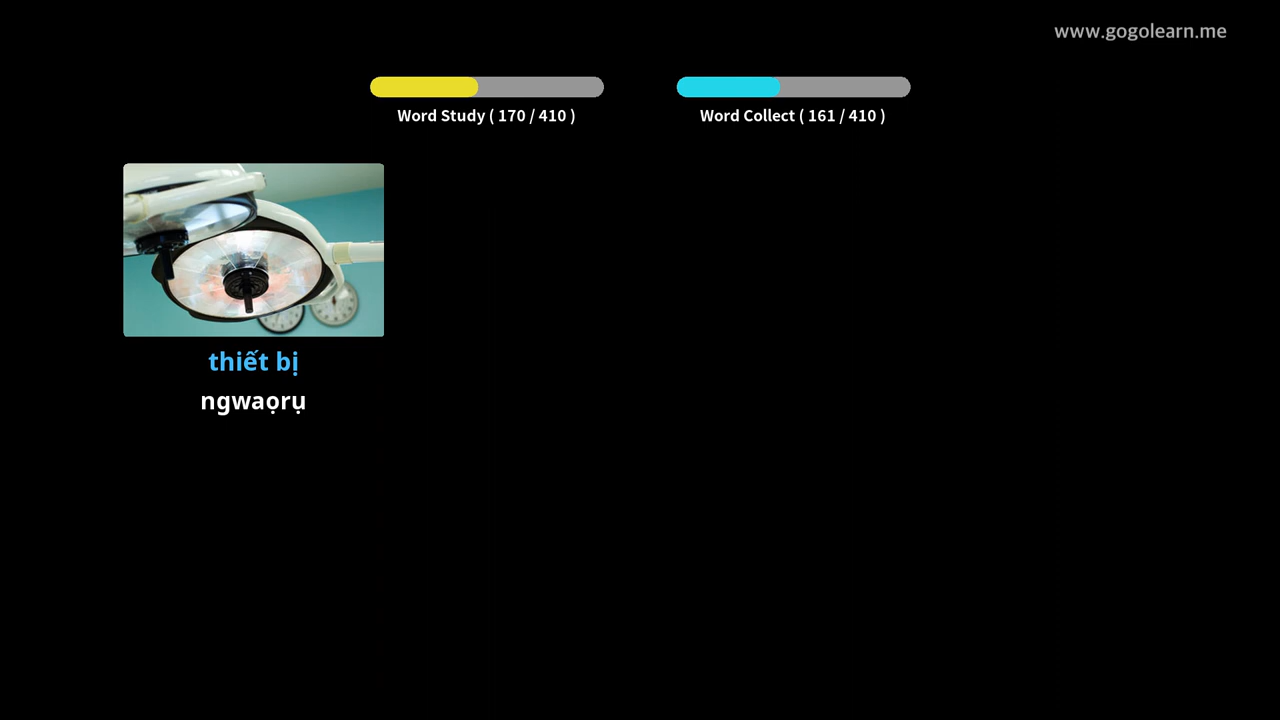 www.gogolearn.me
Word Study ( 170 / 410 )
Word Collect ( 161 / 410 )
thiết bị
ngwaọrụ